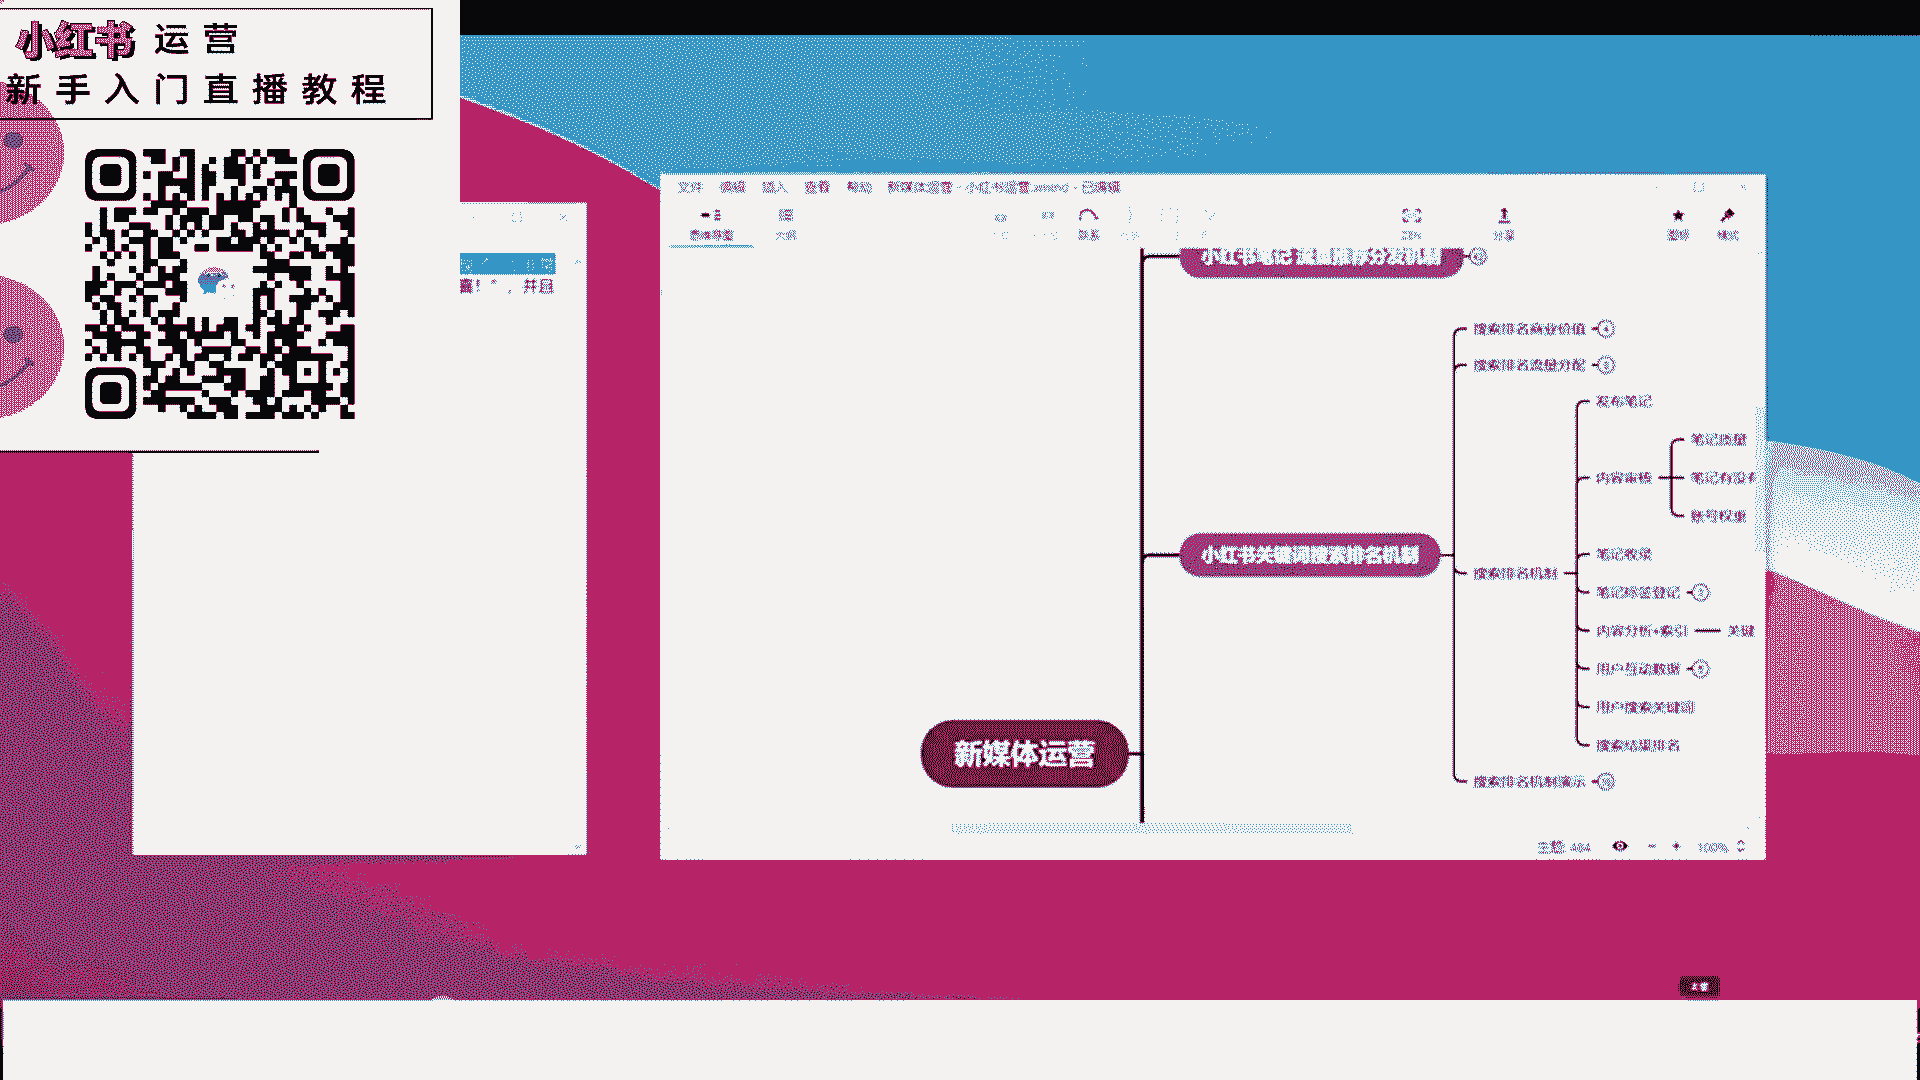 小红书 运营
新手入门直播教程
文件 编辑 插入 查看 帮助 新媒体运营 - 小红书运营.xmind - 已编辑
思维导图 大纲 联系 分享 图标 格式
露！"，并且
小红书笔记 流量推荐分发机制
搜索排名商业价值 4
搜索排名流量分配
发布笔记
笔记质量
内容审核
账号权重
小红书关键词搜索排名机制
笔记收录
搜索排名机制
笔记标签登记
内容分析+索引 关键
用户互动数据
用户搜索关键词
新媒体运营
搜索结果排名
搜索排名机制演示
主题: 484 100%